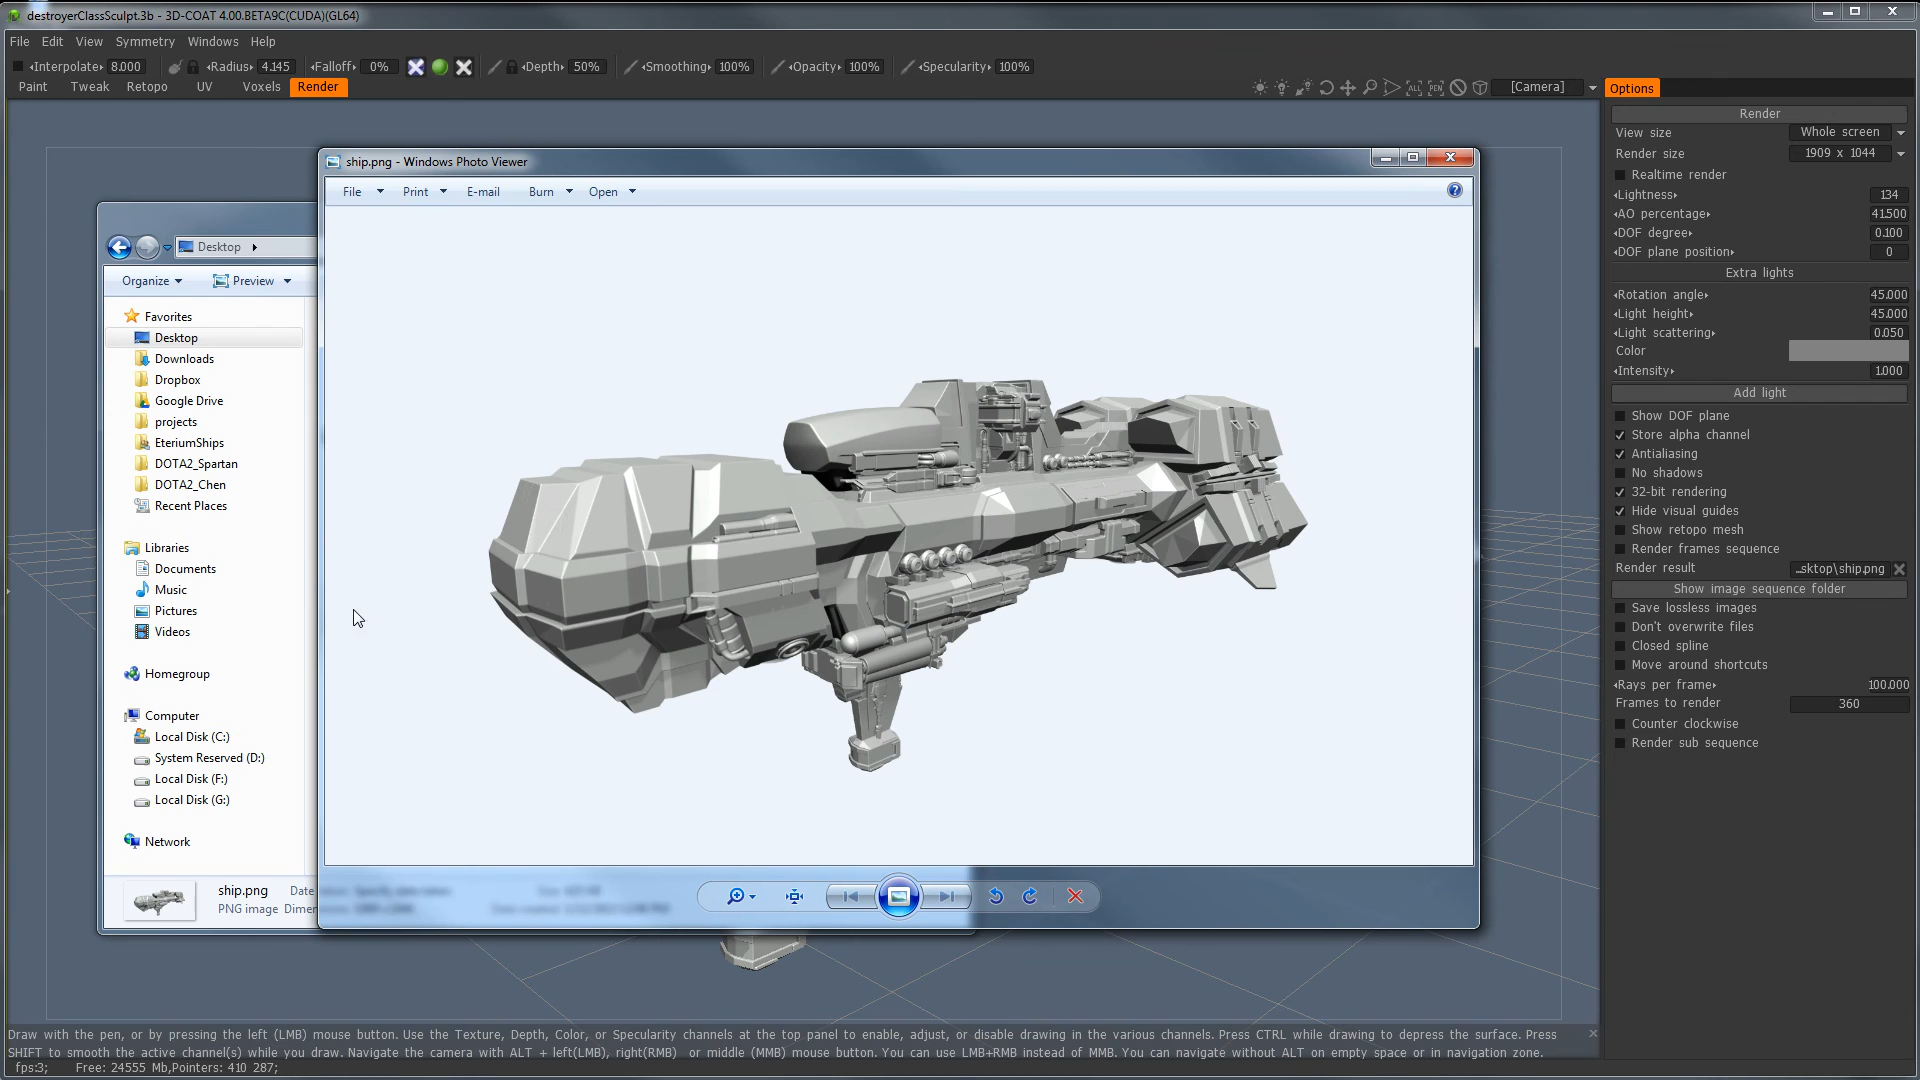 destroyerClassSculpt.3b - 3D-COAT 4.00.BETA9C(CUDA)(GL64)
File Edit View Symmetry Windows Help
Interpolate 8.000 Radius 4.145 Falloff 0% Depth 50% Smoothing 100% Opacity 100% Specularity 100%
Paint Tweak Retopo UV Voxels Render
ALL PEN [Camera]
Options
Render
View size Whole screen
Render size 1909 x 1044
Realtime render
Lightness 134
AO percentage 41.500
DOF degree 0.100
DOF plane position 0
Extra lights
Rotation angle 45.000
Light height 45.000
Light scattering 0.050
Color
Intensity 1.000
Add light
Show DOF plane
Store alpha channel
Antialiasing
No shadows
32-bit rendering
Hide visual guides
Show retopo mesh
Render frames sequence
Render result ...sktop\ship.png
Show image sequence folder
Save lossless images
Don't overwrite files
Closed spline
Move around shortcuts
Rays per frame 100.000
Frames to render 360
Counter clockwise
Render sub sequence
ship.png - Windows Photo Viewer
File Print E-mail Burn Open
Desktop
Organize Preview
Favorites
Desktop
Downloads
Dropbox
Google Drive
projects
EteriumShips
DOTA2_Spartan
DOTA2_Chen
Recent Places
Libraries
Documents
Music
Pictures
Videos
Homegroup
Computer
Local Disk (C:)
System Reserved (D:)
Local Disk (F:)
Local Disk (G:)
Network
ship.png Date
PNG image Dimer
Draw with the pen, or by pressing the left (LMB) mouse button. Use the Texture, Depth, Color, or Specularity channels at the top panel to enable, adjust, or disable drawing in the various channels. Press CTRL while drawing to depress the surface. Press
SHIFT to smooth the active channel(s) while you draw. Navigate the camera with ALT + left(LMB), right(RMB) or middle (MMB) mouse button. You can use LMB+RMB instead of MMB. You can navigate without ALT on empty space or in navigation zone.
fps:3; Free: 24555 Mb,Pointers: 410 287;